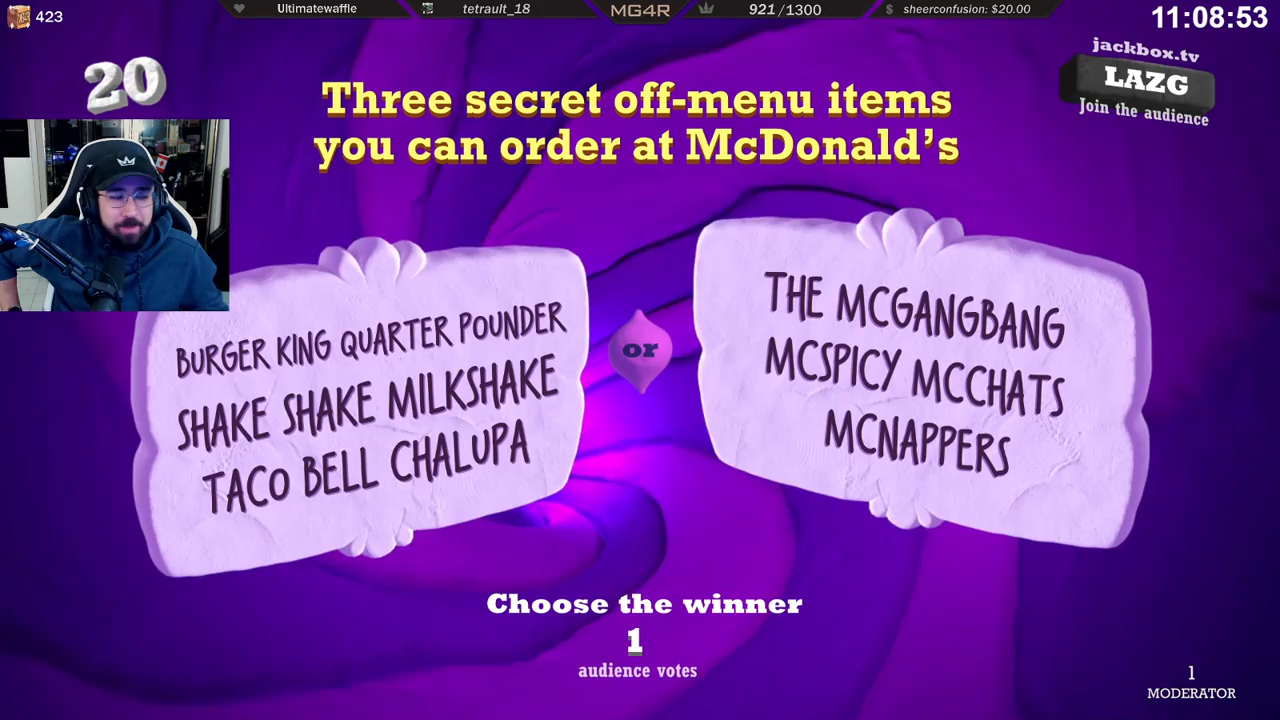 423
Ultimatewaffle
tetrault_18
MG4R
921/1300
$ sheerconfusion: $20.00
11:08:53
jackbox.tv
LAZG
Join the audience
20
Three secret off-menu items
you can order at McDonald's
BURGER KING QUARTER POUNDER
SHAKE SHAKE MILKSHAKE
TACO BELL CHALUPA
or
THE MCGANGBANG
MCSPICY MCCHATS
MCNAPPERS
Choose the winner
1
audience votes
1
MODERATOR